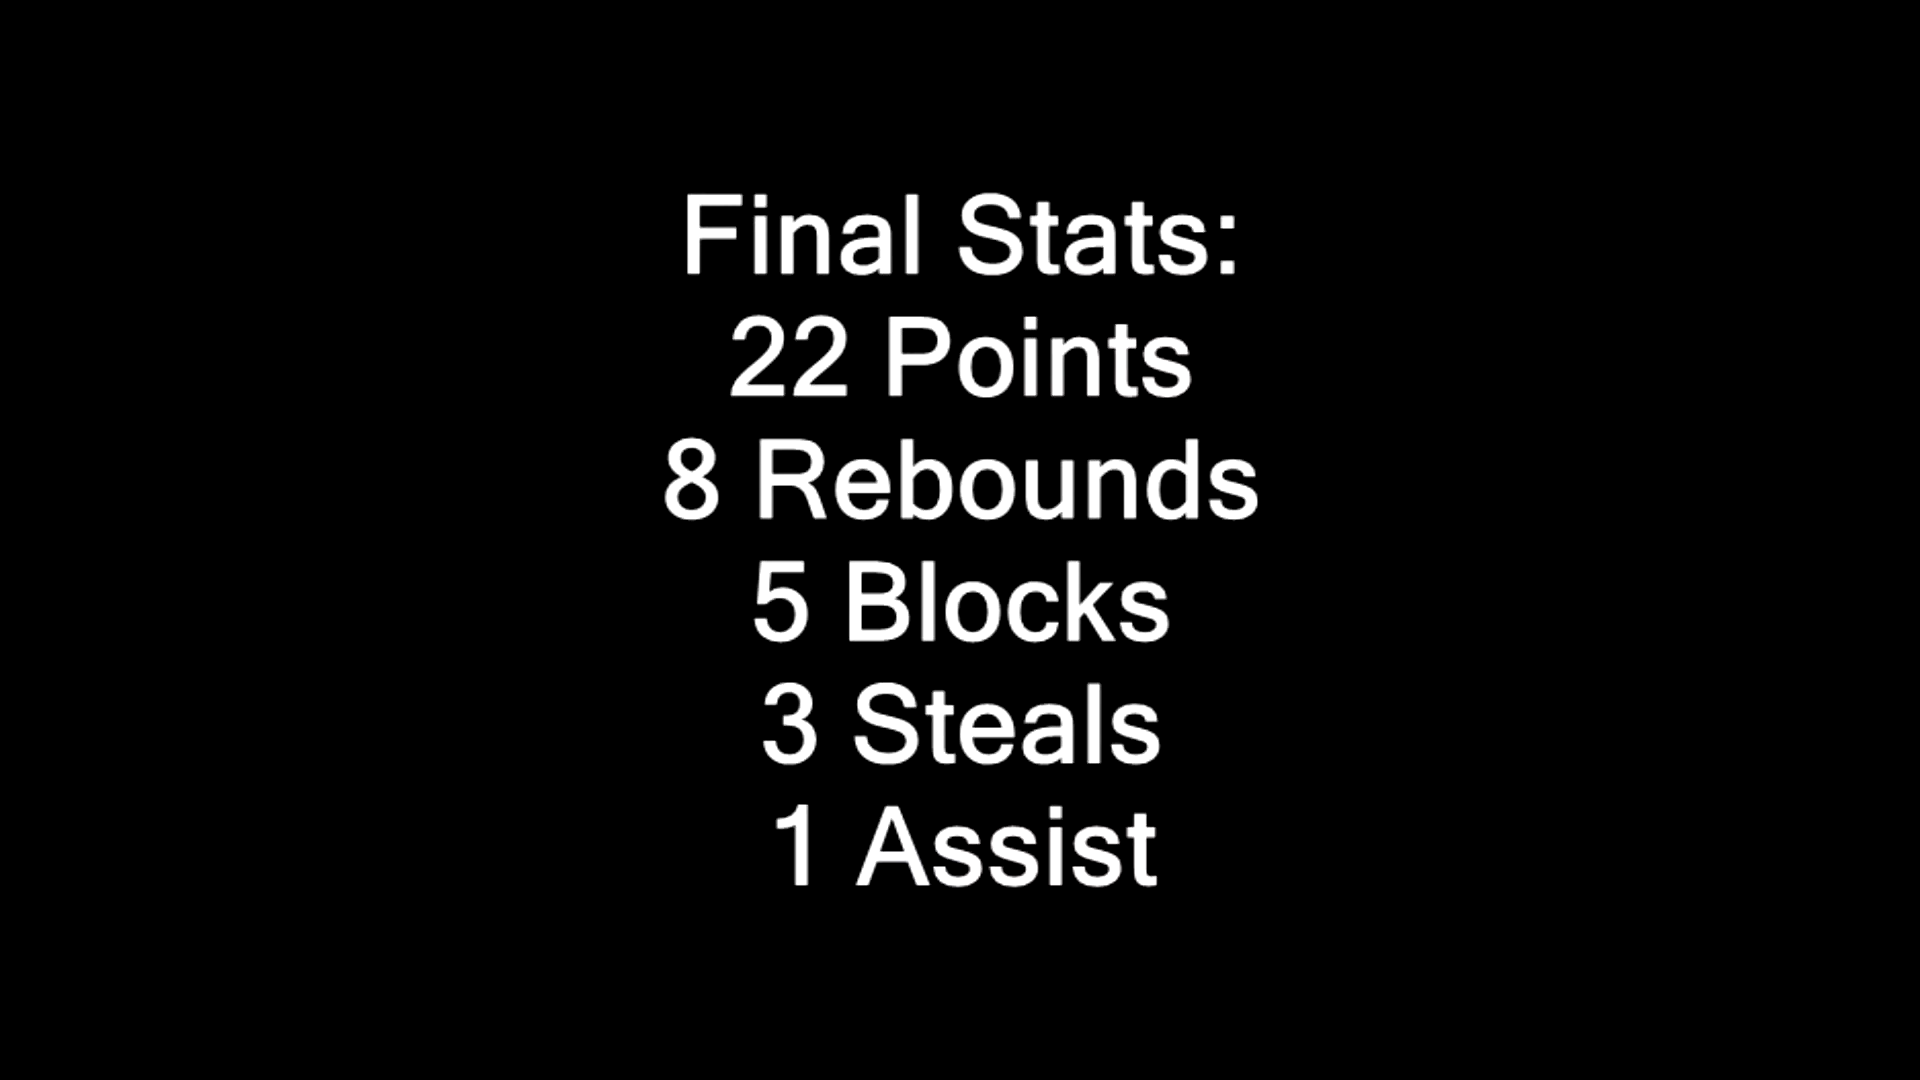 Final Stats:
22 Points
8 Rebounds
5 Blocks
3 Steals
1 Assist